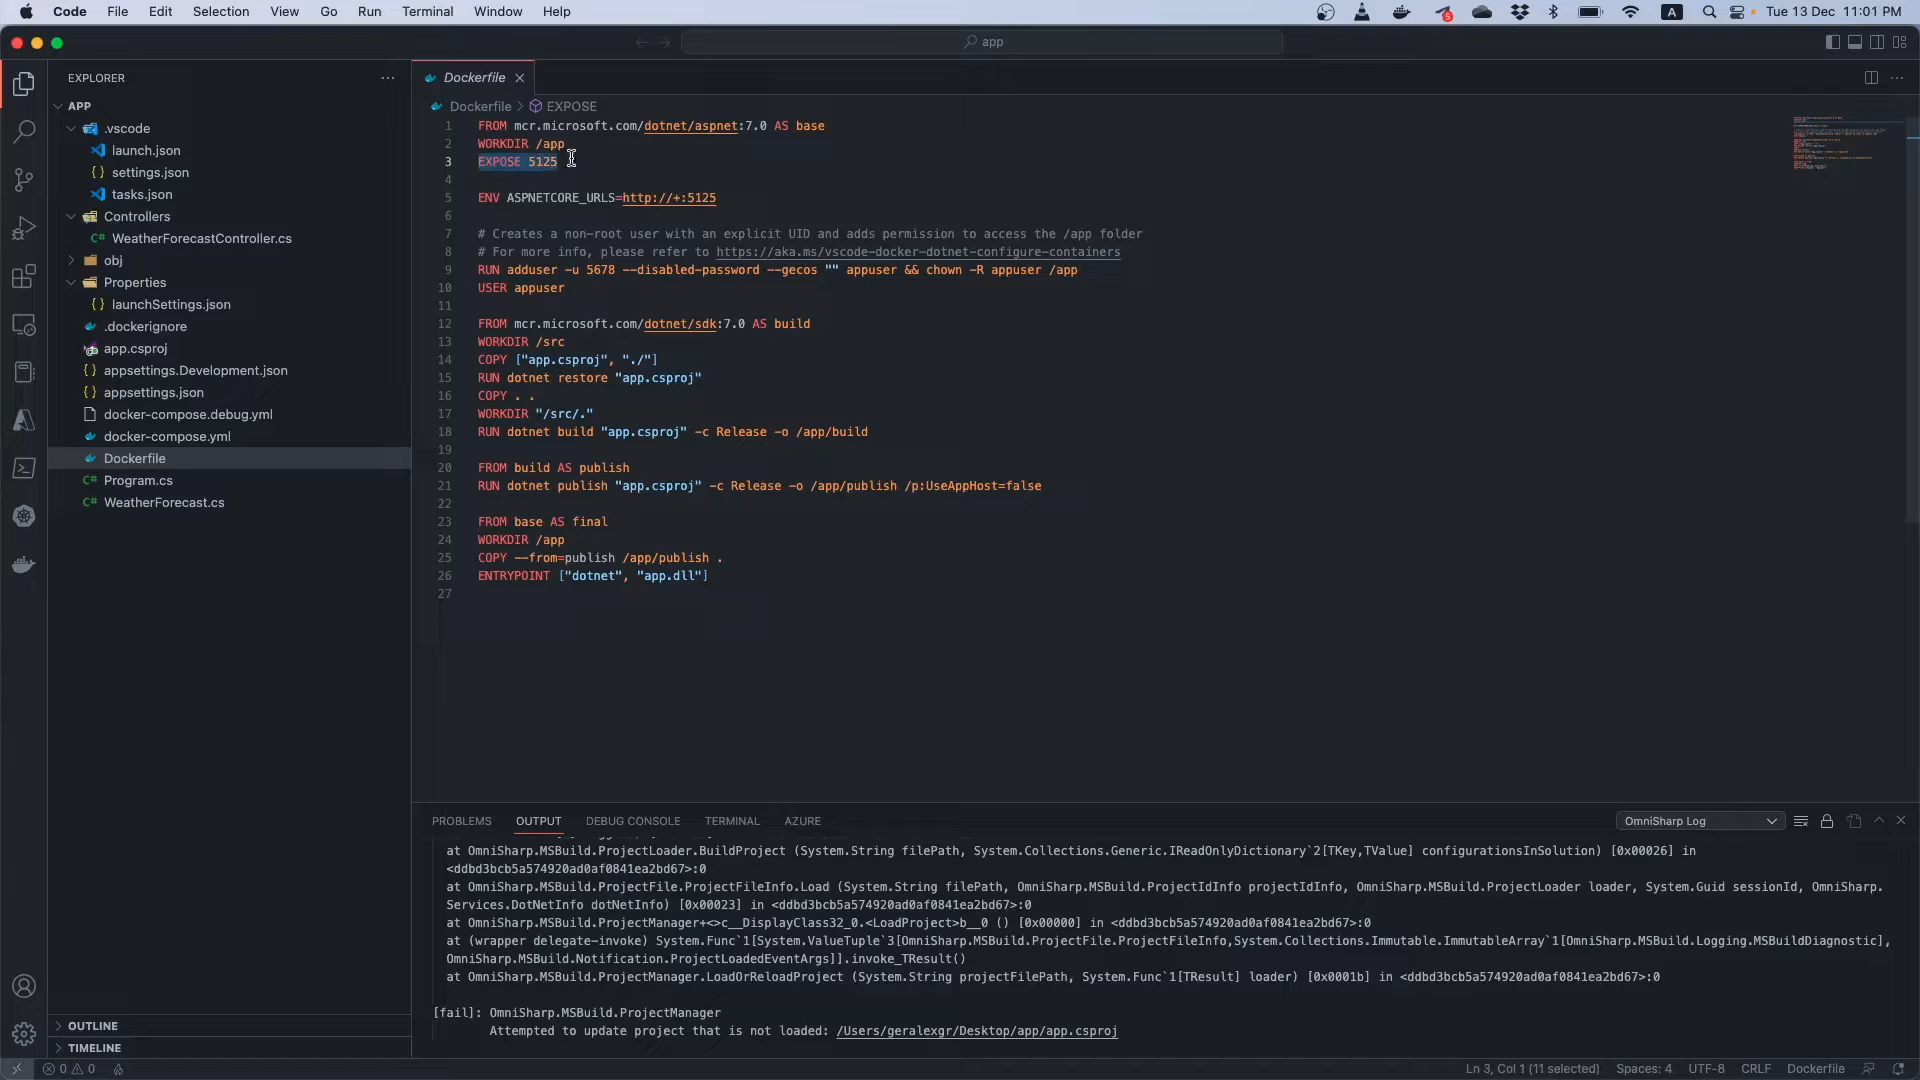 Code File Edit Selection View Go Run Terminal Window Help
5 A Tue 13 Dec 11:01 PM
app
EXPLORER
Dockerfile
APP
.vscode
launch.json
settings.json
tasks.json
Controllers
C# WeatherForecastController.cs
obj
Properties
{} launchSettings.json
.dockerignore
app.csproj
{} appsettings.Development.json
{} appsettings.json
docker-compose.debug.yml
docker-compose.yml
Dockerfile
C# Program.cs
C# WeatherForecast.cs
OUTLINE
TIMELINE
Dockerfile > EXPOSE
1 FROM mcr.microsoft.com/dotnet/aspnet:7.0 AS base
2 WORKDIR /app
3 EXPOSE 5125
4
5 ENV ASPNETCORE_URLS=http://+:5125
6
7 # Creates a non-root user with an explicit UID and adds permission to access the /app folder
8 # For more info, please refer to https://aka.ms/vscode-docker-dotnet-configure-containers
9 RUN adduser -u 5678 --disabled-password --gecos "" appuser && chown -R appuser /app
10 USER appuser
11
12 FROM mcr.microsoft.com/dotnet/sdk:7.0 AS build
13 WORKDIR /src
14 COPY ["app.csproj", "./"]
15 RUN dotnet restore "app.csproj"
16 COPY . .
17 WORKDIR "/src/."
18 RUN dotnet build "app.csproj" -c Release -o /app/build
19
20 FROM build AS publish
21 RUN dotnet publish "app.csproj" -c Release -o /app/publish /p:UseAppHost=false
22
23 FROM base AS final
24 WORKDIR /app
25 COPY --from=publish /app/publish .
26 ENTRYPOINT ["dotnet", "app.dll"]
27
PROBLEMS OUTPUT DEBUG CONSOLE TERMINAL AZURE
OmniSharp Log
at OmniSharp.MSBuild.ProjectLoader.BuildProject (System.String filePath, System.Collections.Generic.IReadOnlyDictionary`2[TKey,TValue] configurationsInSolution) [0x00026] in
<ddbd3bcb5a574920ad0af0841ea2bd67>:0
at OmniSharp.MSBuild.ProjectFile.ProjectFileInfo.Load (System.String filePath, OmniSharp.MSBuild.ProjectIdInfo projectIdInfo, OmniSharp.MSBuild.ProjectLoader loader, System.Guid sessionId, OmniSharp.
Services.DotNetInfo dotNetInfo) [0x00023] in <ddbd3bcb5a574920ad0af0841ea2bd67>:0
at OmniSharp.MSBuild.ProjectManager+<>c__DisplayClass32_0.<LoadProject>b__0 () [0x00000] in <ddbd3bcb5a574920ad0af0841ea2bd67>:0
at (wrapper delegate-invoke) System.Func`1[System.ValueTuple`3[OmniSharp.MSBuild.ProjectFile.ProjectFileInfo,System.Collections.Immutable.ImmutableArray`1[OmniSharp.MSBuild.Logging.MSBuildDiagnostic],
OmniSharp.MSBuild.Notification.ProjectLoadedEventArgs]].invoke_TResult()
at OmniSharp.MSBuild.ProjectManager.LoadOrReloadProject (System.String projectFilePath, System.Func`1[TResult] loader) [0x0001b] in <ddbd3bcb5a574920ad0af0841ea2bd67>:0
[fail]: OmniSharp.MSBuild.ProjectManager
Attempted to update project that is not loaded: /Users/geralexgr/Desktop/app/app.csproj
0 0
Ln 3, Col 1 (11 selected) Spaces: 4 UTF-8 CRLF Dockerfile